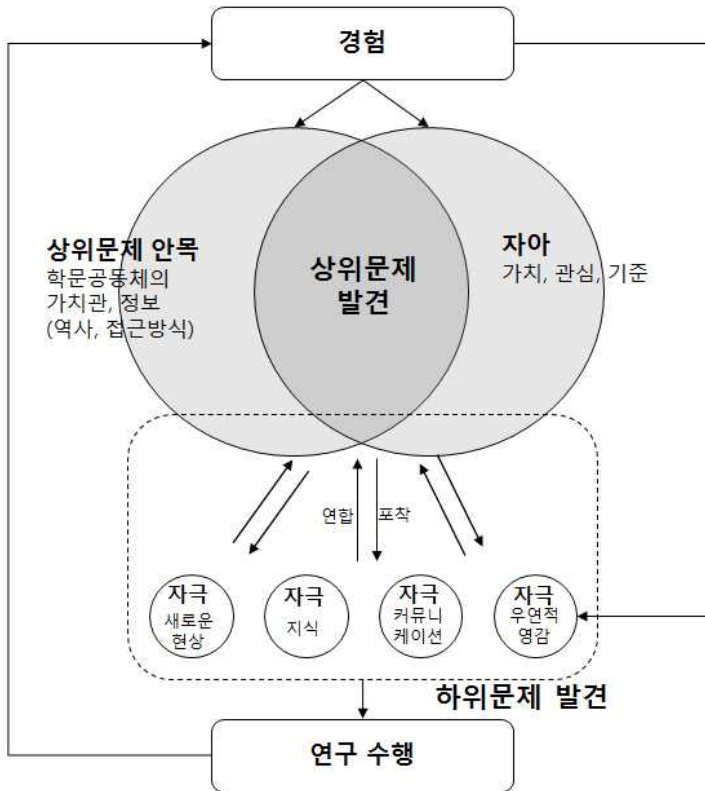 경험
상위문제 안목
학문공동체의
가치관, 정보
(역사, 접근방식)
상위문제
발견
자아
가치, 관심, 기준
연합
포착
자극
새로운
현상
자극
지식
자극
커뮤니
케이션
자극
우연적
영감
하위문제 발견
연구 수행